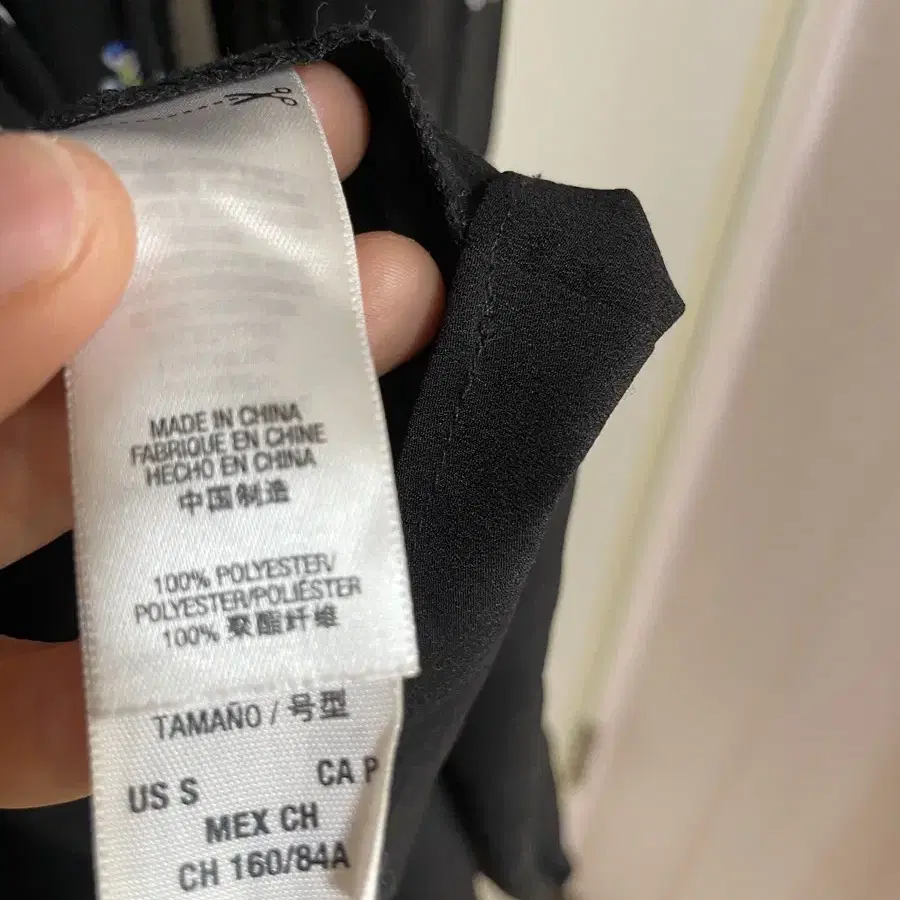 MADE IN CHINA
FABRIQUE EN CHINE
HECHO EN CHINA
中国制造
100% POLYESTER/
POLYESTER/POLIÉSTER
100% 聚酯纤维
TAMAÑO / 号型
US S CA P
MEX CH
CH 160/84A